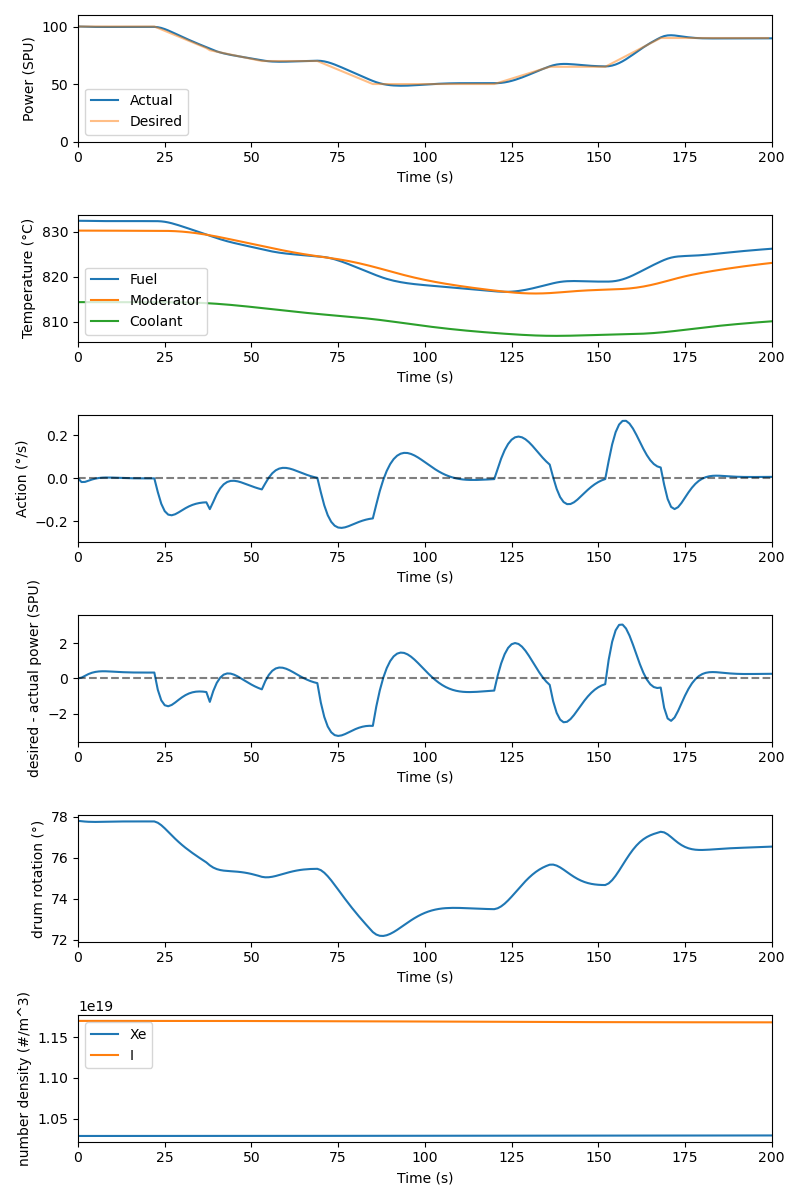 Power (SPU)
100
50
0
Actual
Desired
0 25 50 75 100 125 150 175 200
Time (s)
Temperature (°C)
830
820
810
Fuel
Moderator
Coolant
0 25 50 75 100 125 150 175 200
Time (s)
Action (°/s)
0.2
0.0
−0.2
0 25 50 75 100 125 150 175 200
Time (s)
desired - actual power (SPU)
2
0
−2
0 25 50 75 100 125 150 175 200
Time (s)
drum rotation (°)
78
76
74
72
0 25 50 75 100 125 150 175 200
Time (s)
number density (#/m^3)
1e19
1.15
1.10
1.05
Xe
I
0 25 50 75 100 125 150 175 200
Time (s)